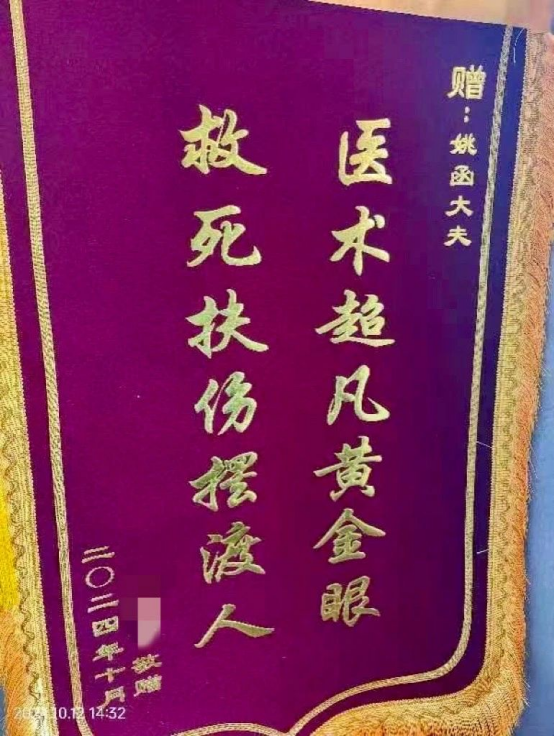 赠：姚函大夫
医术超凡黄金眼
救死扶伤摆渡人
敬赠
二〇二四年十月
2024.10.12 14:32